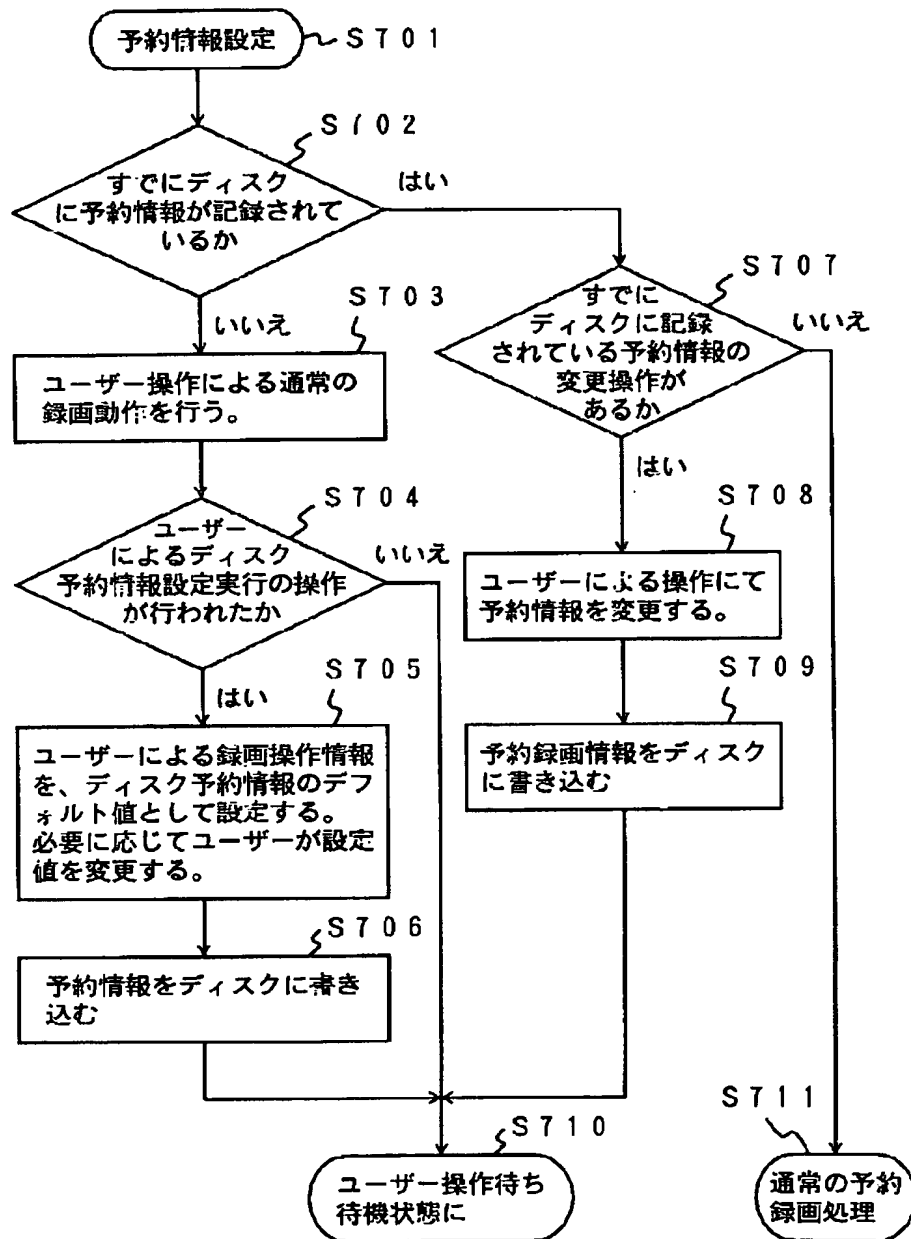 予約情報設定
S701
S702
すでにディスク
に予約情報が記録されて
いるか
はい
いいえ
S703
ユーザー操作による通常の
録画動作を行う。
S704
ユーザー
によるディスク
予約情報設定実行の操作
が行われたか
いいえ
はい
S705
ユーザーによる録画操作情報
を、ディスク予約情報のデフ
ォルト値として設定する。
必要に応じてユーザーが設定
値を変更する。
S706
予約情報をディスクに書き
込む
S707
すでに
ディスクに記録
されている予約情報の
変更操作が
あるか
いいえ
はい
S708
ユーザーによる操作にて
予約情報を変更する。
S709
予約録画情報をディスク
に書き込む
S710
ユーザー操作待ち
待機状態に
S711
通常の予約
録画処理